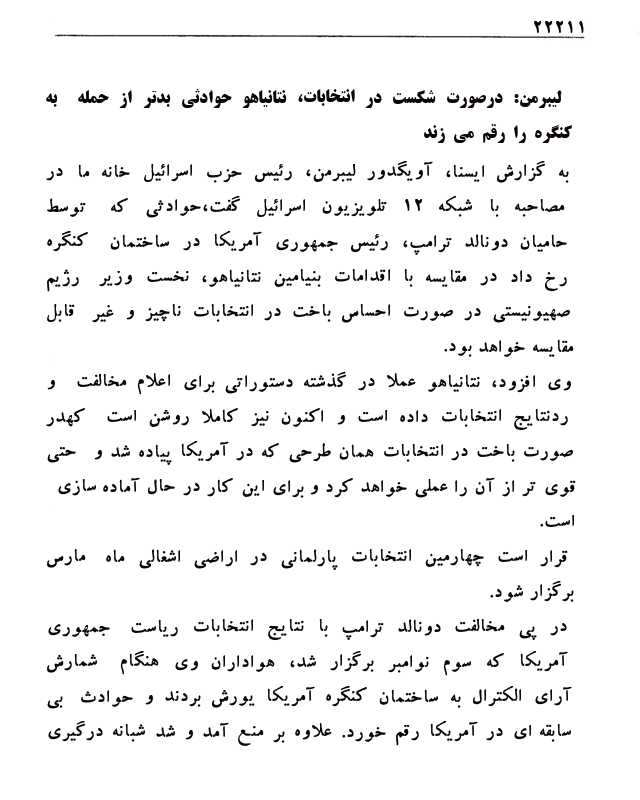 ۲۲۲۱۱
لیبرمن: درصورت شکست در انتخابات، نتانیاهو حوادثی بدتر از حمله به
کنگره را رقم می زند
به گزارش ایسنا، آویگدور لیبرمن، رئیس حزب اسرائیل خانه ما در
مصاحبه با شبکه ۱۲ تلویزیون اسرائیل گفت،حوادثی که توسط
حامیان دونالد ترامپ، رئیس جمهوری آمریکا در ساختمان کنگره
رخ داد در مقایسه با اقدامات بنیامین نتانیاهو، نخست وزیر رژیم
صهیونیستی در صورت احساس باخت در انتخابات ناچیز و غیر قابل
مقایسه خواهد بود.
وی افزود، نتانیاهو عملا در گذشته دستوراتی برای اعلام مخالفت و
ردنتایج انتخابات داده است و اکنون نیز کاملا روشن است کهدر
صورت باخت در انتخابات همان طرحی که در آمریکا پیاده شد و حتی
قوی تر از آن را عملی خواهد کرد و برای این کار در حال آماده سازی
است.
قرار است چهارمین انتخابات پارلمانی در اراضی اشغالی ماه مارس
برگزار شود.
در پی مخالفت دونالد ترامپ با نتایج انتخابات ریاست جمهوری
آمریکا که سوم نوامبر برگزار شد، هواداران وی هنگام شمارش
آرای الکترال به ساختمان کنگره آمریکا یورش بردند و حوادث بی
سابقه ای در آمریکا رقم خورد. علاوه بر منع آمد و شد شبانه درگیری